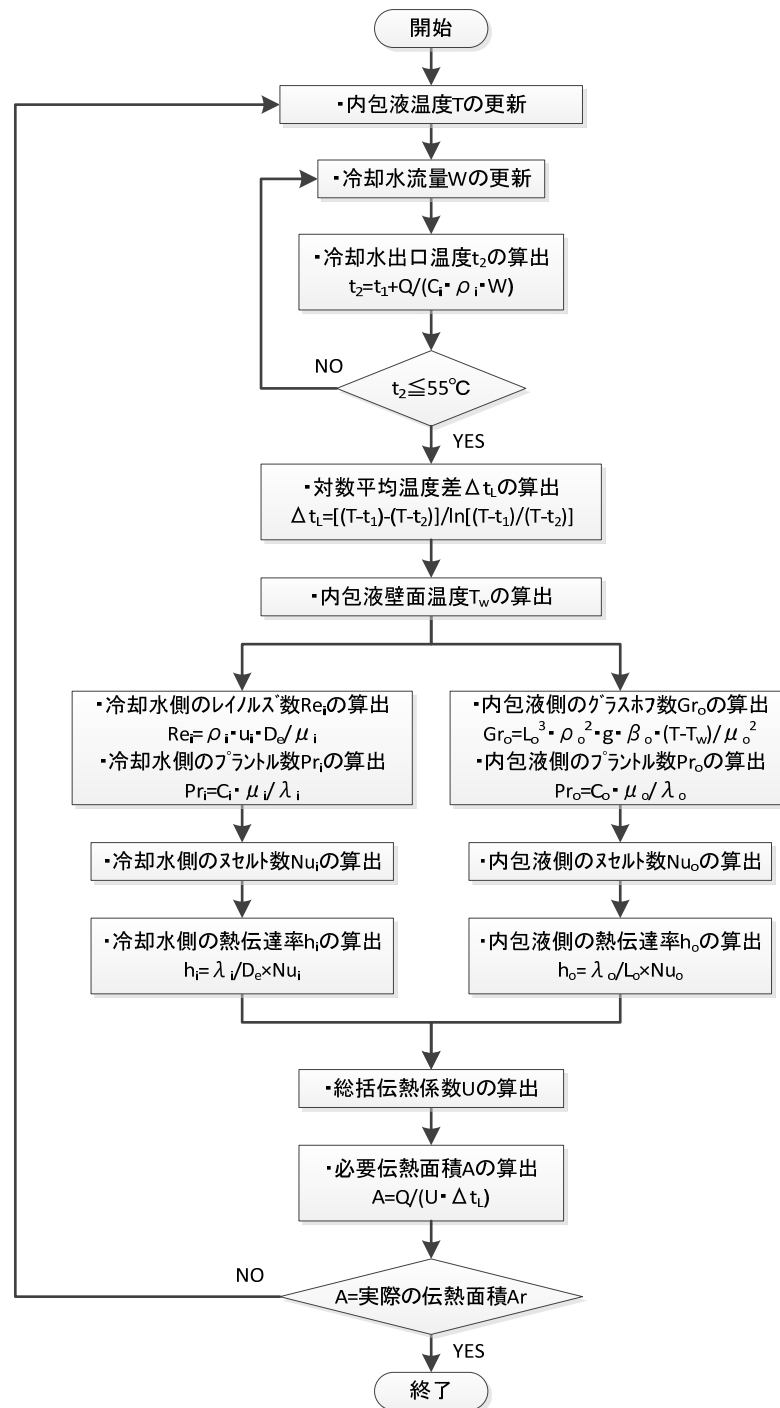 開始
・内包液温度Tの更新
・冷却水流量Wの更新
・冷却水出口温度t₂の算出
t₂=t₁+Q/(Cᵢ・ρᵢ・W)
NO
t₂≦55℃
YES
・対数平均温度差Δt_Lの算出
Δt_L=[(T-t₁)-(T-t₂)]/ln[(T-t₁)/(T-t₂)]
・内包液壁面温度T_wの算出
・冷却水側のﾚｲﾉﾙｽﾞ数Reᵢの算出
Reᵢ=ρᵢ・uᵢ・Dₑ/μᵢ
・冷却水側のﾌﾟﾗﾝﾄﾙ数Prᵢの算出
Prᵢ=Cᵢ・μᵢ/λᵢ
・内包液側のｸﾞﾗｽﾎﾌ数Grₒの算出
Grₒ=Lₒ³・ρₒ²・g・βₒ・(T-T_w)/μₒ²
・内包液側のﾌﾟﾗﾝﾄﾙ数Prₒの算出
Prₒ=Cₒ・μₒ/λₒ
・冷却水側のﾇｾﾙﾄ数Nuᵢの算出
・内包液側のﾇｾﾙﾄ数Nuₒの算出
・冷却水側の熱伝達率hᵢの算出
hᵢ=λᵢ/Dₑ×Nuᵢ
・内包液側の熱伝達率hₒの算出
hₒ=λₒ/Lₒ×Nuₒ
・総括伝熱係数Uの算出
・必要伝熱面積Aの算出
A=Q/(U・Δt_L)
NO
A=実際の伝熱面積Ar
YES
終了